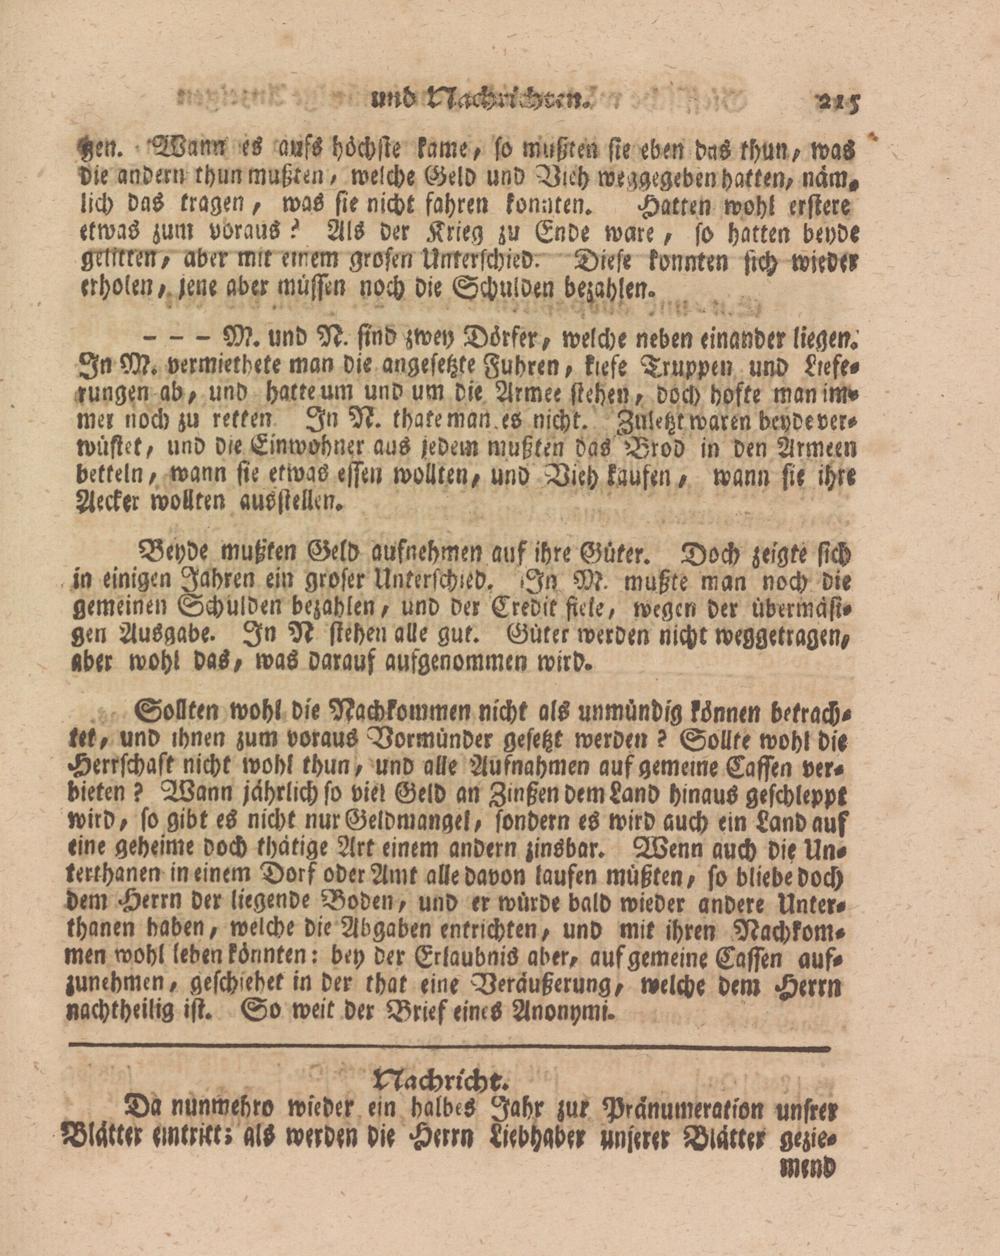 und Nachrichten. 215
gen. Wann es aufs höchste kame, so mußten sie eben das thun, was
die andern thun mußten, welche Geld und Vieh weggegeben hatten, näm-
lich das tragen, was sie nicht fahren konnten. Hatten wohl erstere
etwas zum voraus? Als der Krieg zu Ende ware, so hatten beyde
gelitten, aber mit einem grosen Unterschied. Diese konnten sich wieder
erholen, jene aber müssen noch die Schulden bezahlen.
– – – M. und N. sind zwey Dörfer, welche neben einander liegen.
In M. vermiethete man die angesetzte Fuhren, kiese Truppen und Liefe-
rungen ab, und hatte um und um die Armee stehen, doch hofte man im-
mer noch zu retten In N. thate man es nicht. Zuletzt waren beyde ver-
wüstet, und die Einwohner aus jedem mußten das Brod in den Armeen
betteln, wann sie etwas essen wollten, und Vieh kaufen, wann sie ihre
Aecker wollten ausstellen.
Beyde mußten Geld aufnehmen auf ihre Güter. Doch zeigte sich
in einigen Jahren ein groser Unterschied. In M. mußte man noch die
gemeinen Schulden bezahlen, und der Credit fiele, wegen der übermäsi-
gen Ausgabe. In N stehen alle gut. Güter werden nicht weggetragen,
aber wohl das, was darauf aufgenommen wird.
Sollten wohl die Nachkommen nicht als unmündig können betrach-
tet, und ihnen zum voraus Vormünder gesetzt werden? Sollte wohl die
Herrschaft nicht wohl thun, und alle Aufnahmen auf gemeine Cassen ver-
bieten? Wann jährlich so viel Geld an Zinßen dem Land hinaus geschleppt
wird, so gibt es nicht nur Geldmangel, sondern es wird auch ein Land auf
eine geheime doch thätige Art einem andern zinsbar. Wenn auch die Un-
terthanen in einem Dorf oder Amt alle davon laufen müßten, so bliebe doch
dem Herrn der liegende Boden, und er würde bald wieder andere Unter-
thanen haben, welche die Abgaben entrichten, und mit ihren Nachkom-
men wohl leben könnten: bey der Erlaubnis aber, auf gemeine Cassen auf-
zunehmen, geschiehet in der that eine Veräußerung, welche dem Herrn
nachtheilig ist. So weit der Brief eines Anonymi.
Nachricht.
Da nunmehro wieder ein halbes Jahr zur Pränumeration unsrer
Blätter eintritt; als werden die Herrn Liebhaber unserer Blätter gezie-
mend